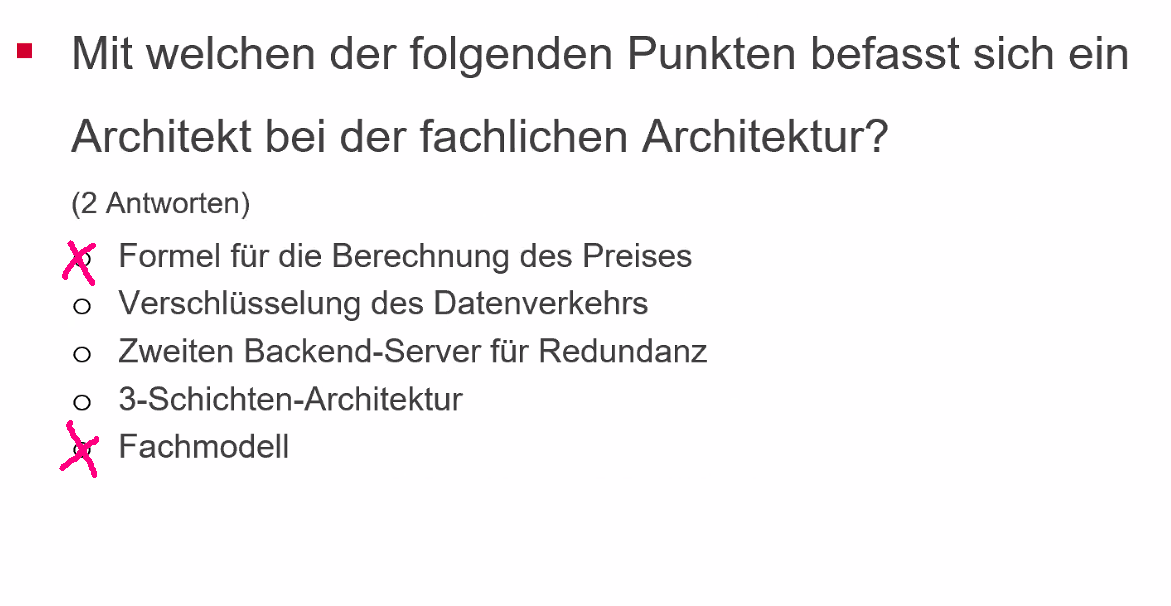 Mit welchen der folgenden Punkten befasst sich ein
Architekt bei der fachlichen Architektur?
(2 Antworten)
Formel für die Berechnung des Preises
Verschlüsselung des Datenverkehrs
Zweiten Backend-Server für Redundanz
3-Schichten-Architektur
Fachmodell